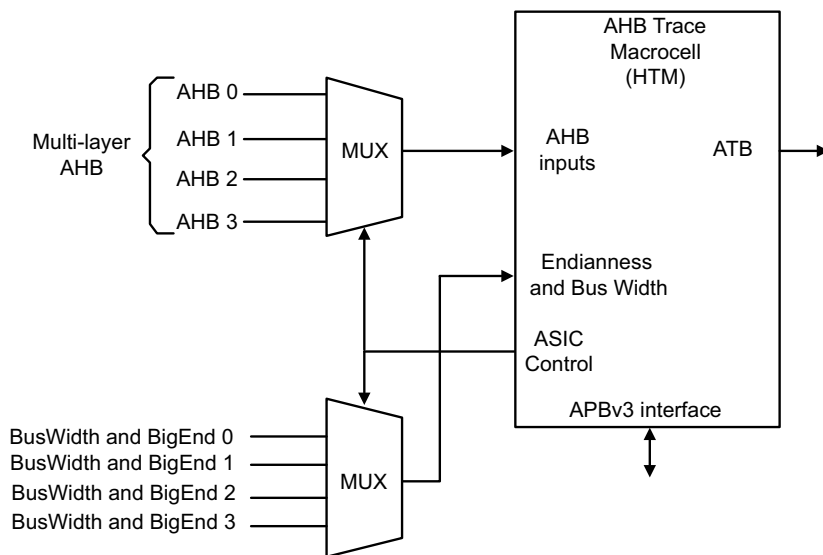 AHB Trace
Macrocell
(HTM)
AHB 0
AHB 1
AHB 2
AHB 3
Multi-layer
AHB
MUX
AHB
inputs
ATB
Endianness
and Bus Width
ASIC
Control
APBv3 interface
BusWidth and BigEnd 0
BusWidth and BigEnd 1
BusWidth and BigEnd 2
BusWidth and BigEnd 3
MUX